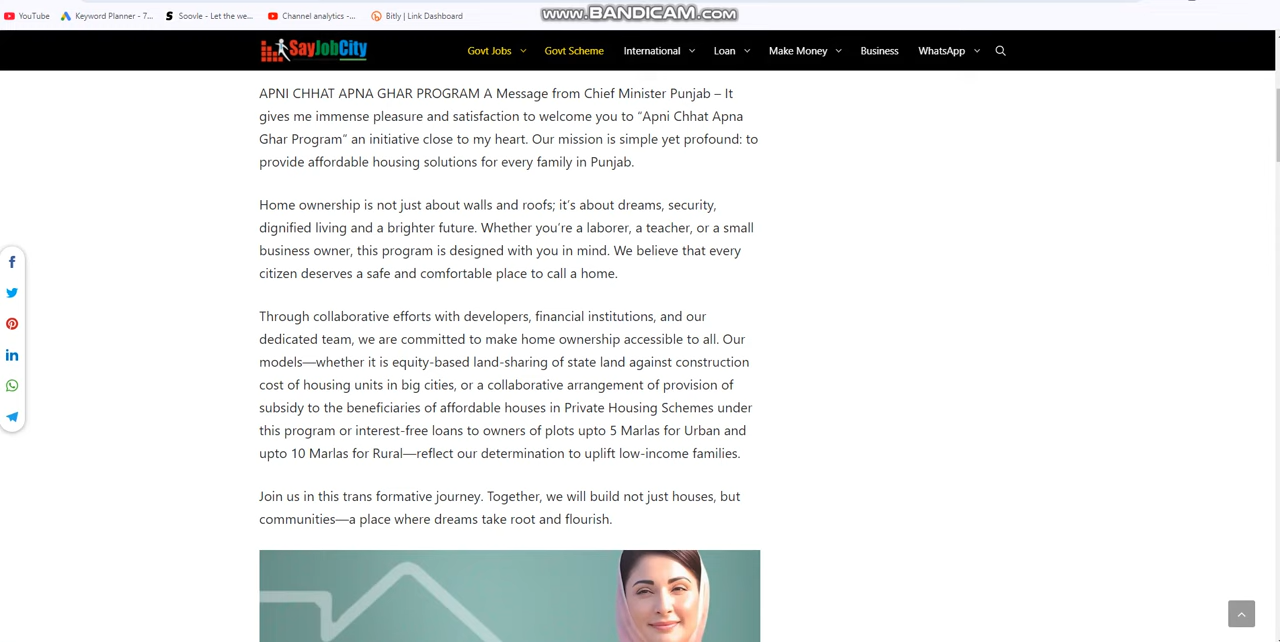 www.BANDICAM.com
YouTube
Keyword Planner - 7...
Soovle - Let the we...
Channel analytics -...
Bitly | Link Dashboard
SayJobCity
Govt Jobs
Govt Scheme
International
Loan
Make Money
Business
WhatsApp
APNI CHHAT APNA GHAR PROGRAM A Message from Chief Minister Punjab – It
gives me immense pleasure and satisfaction to welcome you to “Apni Chhat Apna
Ghar Program” an initiative close to my heart. Our mission is simple yet profound: to
provide affordable housing solutions for every family in Punjab.
Home ownership is not just about walls and roofs; it’s about dreams, security,
dignified living and a brighter future. Whether you’re a laborer, a teacher, or a small
business owner, this program is designed with you in mind. We believe that every
citizen deserves a safe and comfortable place to call a home.
Through collaborative efforts with developers, financial institutions, and our
dedicated team, we are committed to make home ownership accessible to all. Our
models—whether it is equity-based land-sharing of state land against construction
cost of housing units in big cities, or a collaborative arrangement of provision of
subsidy to the beneficiaries of affordable houses in Private Housing Schemes under
this program or interest-free loans to owners of plots upto 5 Marlas for Urban and
upto 10 Marlas for Rural—reflect our determination to uplift low-income families.
Join us in this trans formative journey. Together, we will build not just houses, but
communities—a place where dreams take root and flourish.